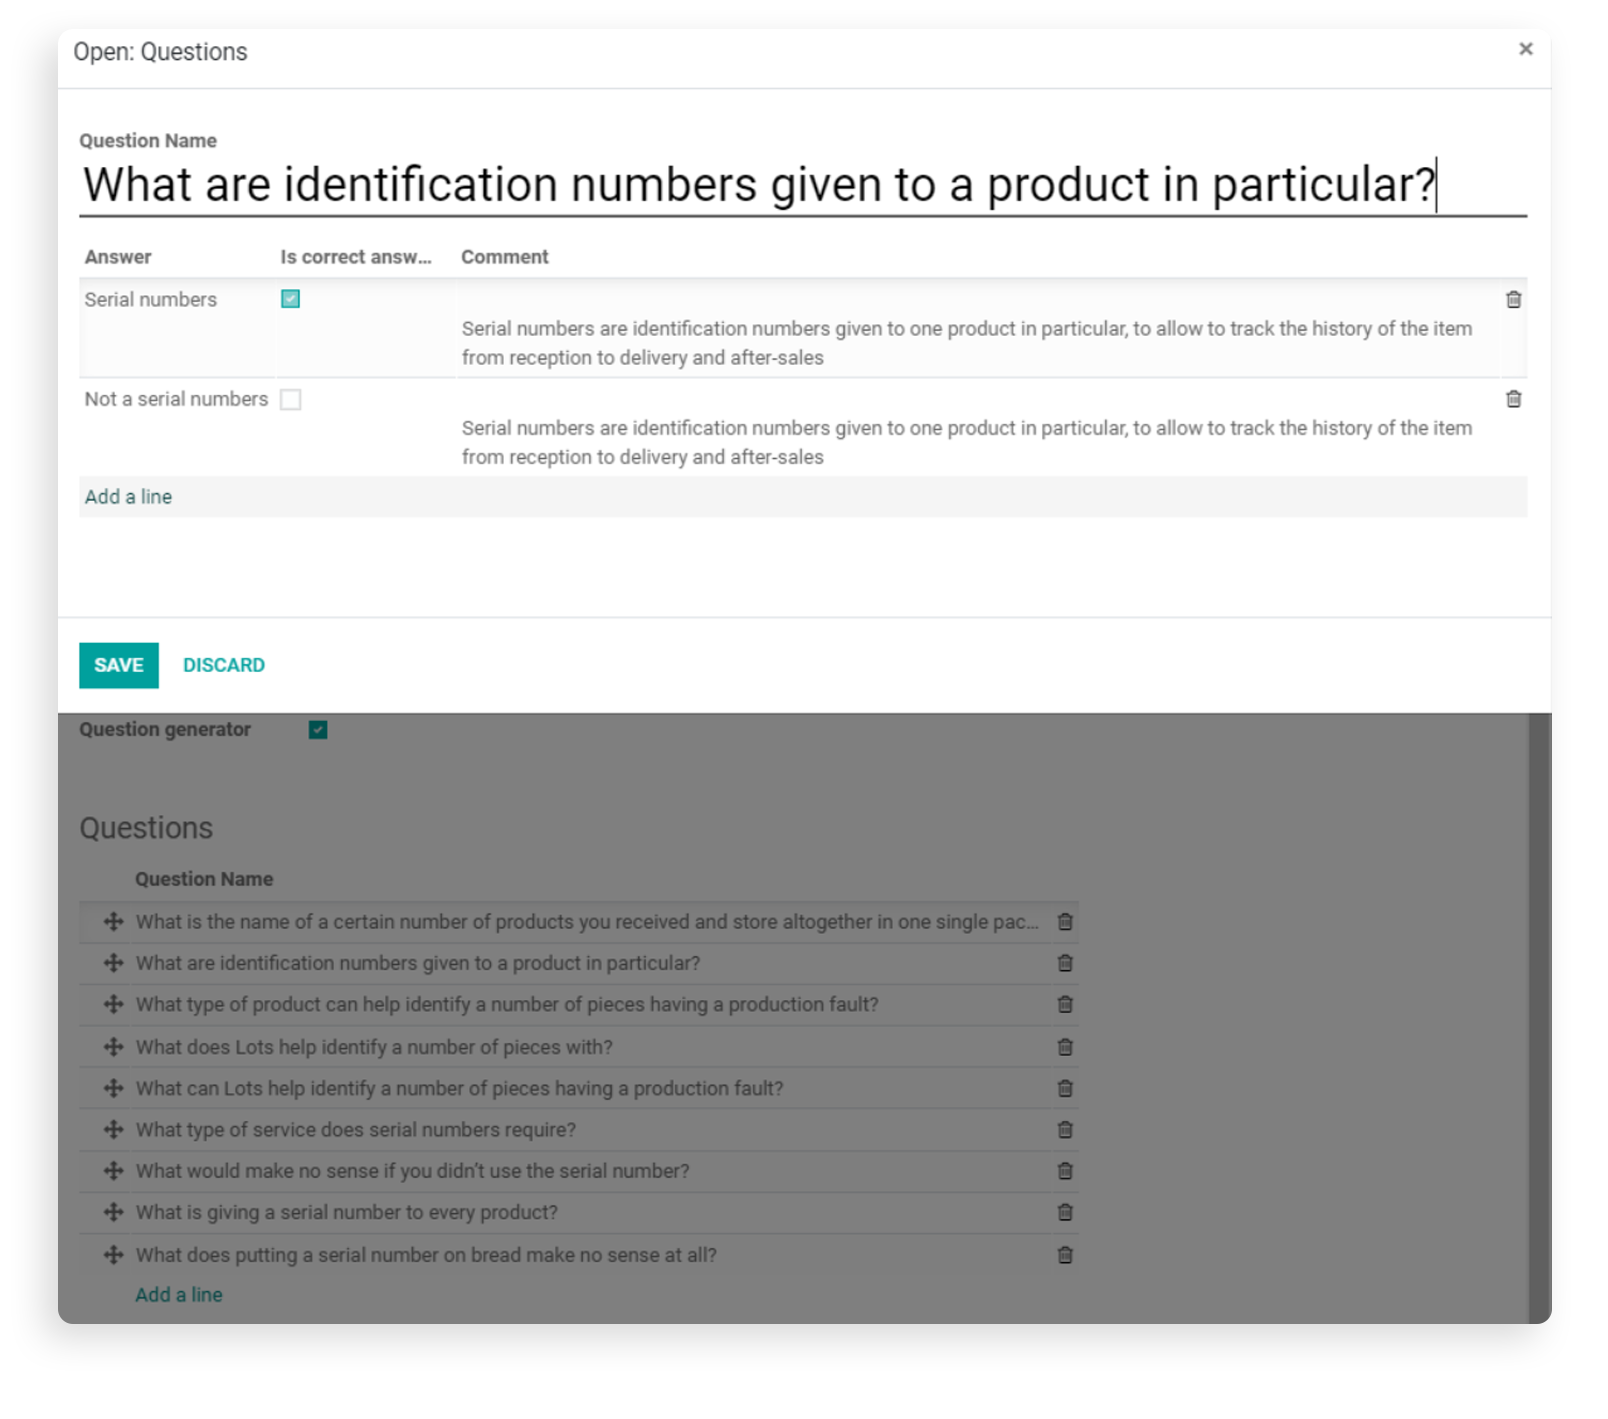 Open: Questions
Question Name
What are identification numbers given to a product in particular?
Answer Is correct answ... Comment
Serial numbers
Serial numbers are identification numbers given to one product in particular, to allow to track the history of the item
from reception to delivery and after-sales
Not a serial numbers
Serial numbers are identification numbers given to one product in particular, to allow to track the history of the item
from reception to delivery and after-sales
Add a line
SAVE DISCARD
Question generator
Questions
Question Name
What is the name of a certain number of products you received and store altogether in one single pac...
What are identification numbers given to a product in particular?
What type of product can help identify a number of pieces having a production fault?
What does Lots help identify a number of pieces with?
What can Lots help identify a number of pieces having a production fault?
What type of service does serial numbers require?
What would make no sense if you didn't use the serial number?
What is giving a serial number to every product?
What does putting a serial number on bread make no sense at all?
Add a line